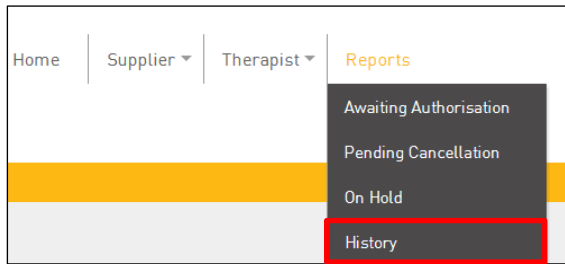 Home Supplier Therapist Reports
Awaiting Authorisation
Pending Cancellation
On Hold
History